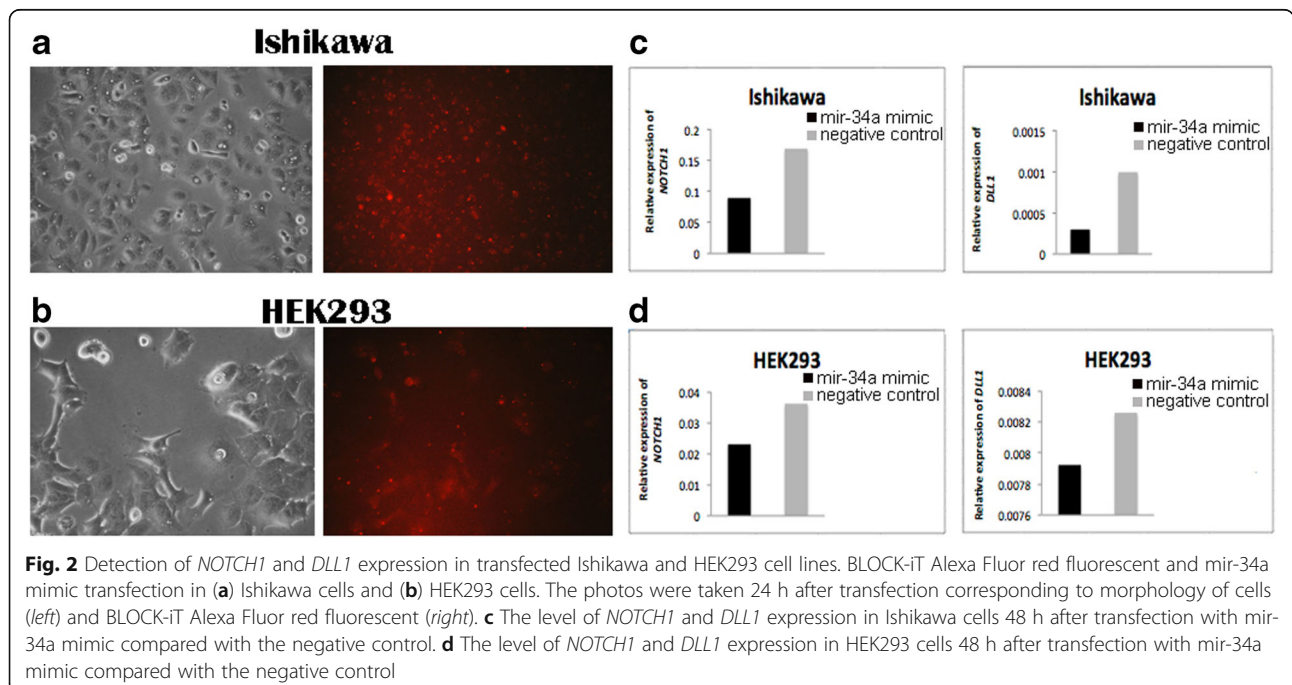 a
Ishikawa
c
Ishikawa
mir-34a mimic
negative control
Relative expression of
NOTCH1
0.2
0.15
0.1
0.05
0
Ishikawa
mir-34a mimic
negative control
Relative expression of
DLL1
0.0015
0.001
0.0005
0
b
HEK293
d
HEK293
mir-34a mimic
negative control
Relative expression of
NOTCH1
0.04
0.03
0.02
0.01
0
HEK293
mir-34a mimic
negative control
Relative expression of DLL1
0.0084
0.0082
0.008
0.0078
0.0076
Fig. 2 Detection of NOTCH1 and DLL1 expression in transfected Ishikawa and HEK293 cell lines. BLOCK-iT Alexa Fluor red fluorescent and mir-34a
mimic transfection in (a) Ishikawa cells and (b) HEK293 cells. The photos were taken 24 h after transfection corresponding to morphology of cells
(left) and BLOCK-iT Alexa Fluor red fluorescent (right). c The level of NOTCH1 and DLL1 expression in Ishikawa cells 48 h after transfection with mir-
34a mimic compared with the negative control. d The level of NOTCH1 and DLL1 expression in HEK293 cells 48 h after transfection with mir-34a
mimic compared with the negative control